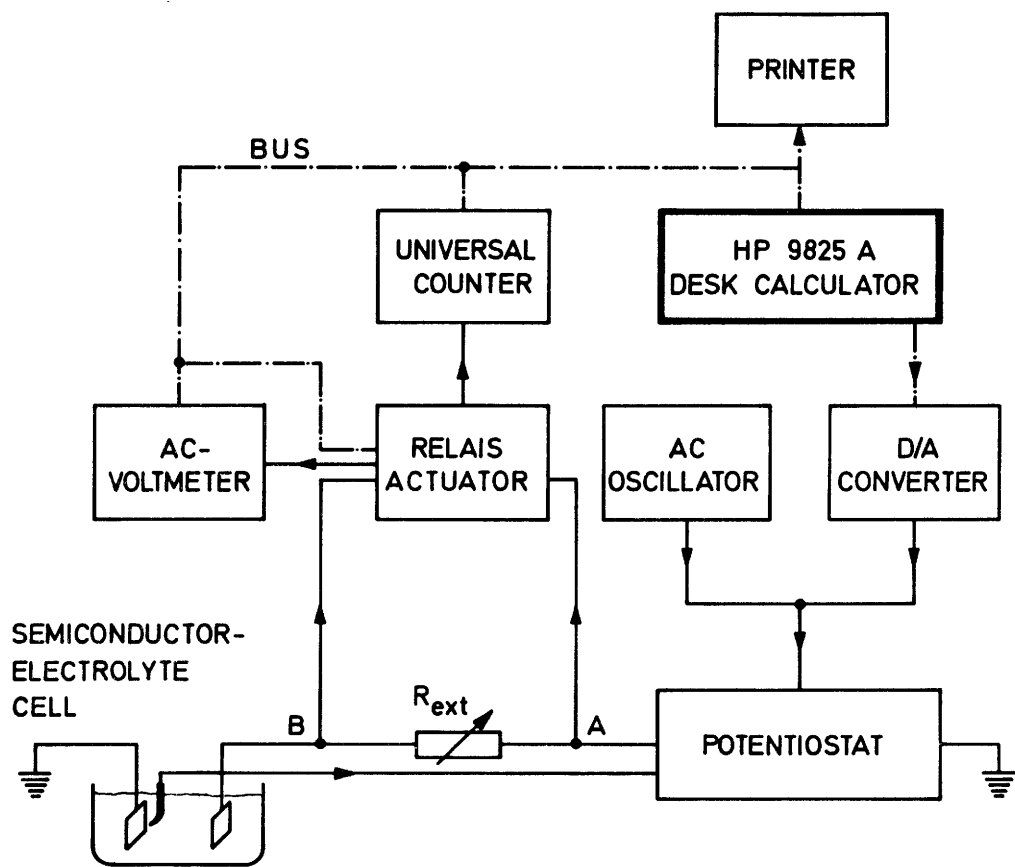 PRINTER
BUS
UNIVERSAL
COUNTER
HP 9825 A
DESK CALCULATOR
AC-
VOLTMETER
RELAIS
ACTUATOR
AC
OSCILLATOR
D/A
CONVERTER
SEMICONDUCTOR-
ELECTROLYTE
CELL
B
Rext
A
POTENTIOSTAT